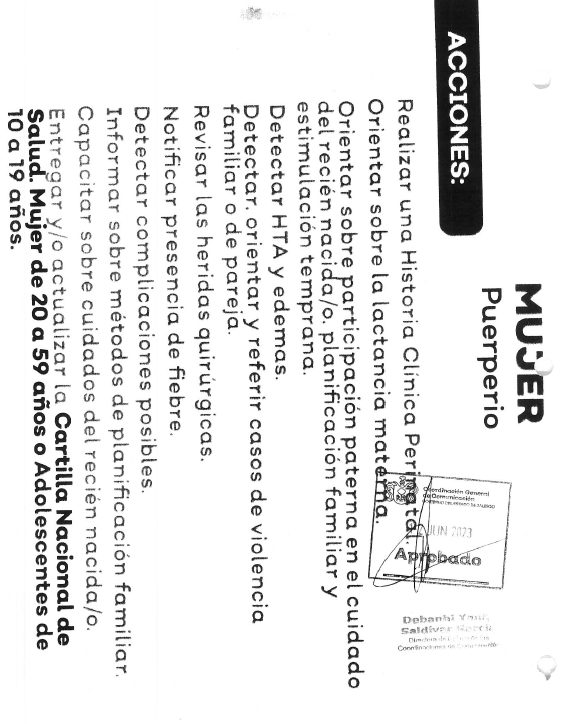 MUJER
Puerperio
ACCIONES:
Realizar una Historia Clínica Perinatal.
Orientar sobre la lactancia materna.
Orientar sobre participación paterna en el cuidado
del recién nacida/o, planificación familiar y
estimulación temprana.
Detectar HTA y edemas.
Detectar, orientar y referir casos de violencia
familiar o de pareja.
Revisar las heridas quirúrgicas.
Notificar presencia de fiebre.
Detectar complicaciones posibles.
Informar sobre métodos de planificación familiar.
Capacitar sobre cuidados del recién nacida/o.
Entregar y/o actualizar la Cartilla Nacional de
Salud. Mujer de 20 a 59 años o Adolescentes de
10 a 19 años.
Coordinación General
de Comunicación
JUN 2023
Aprobado
Debanhi
Saldívar